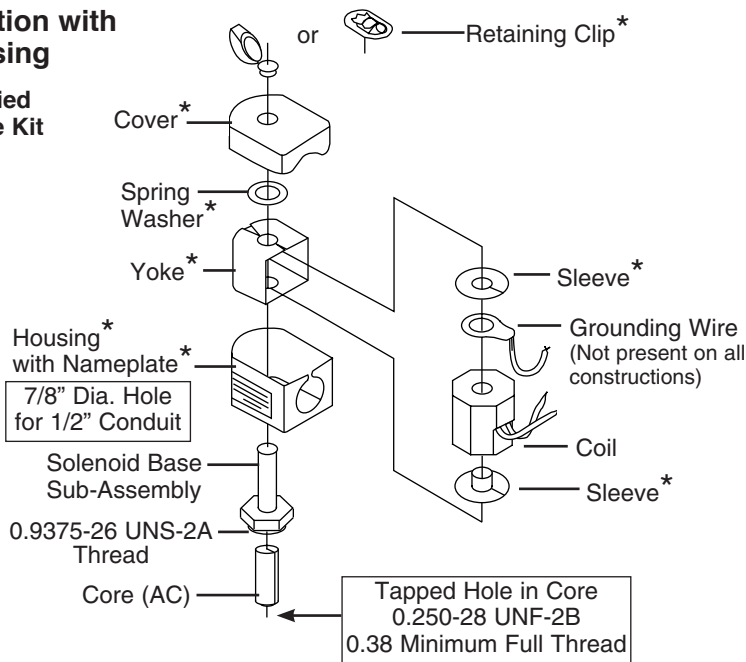 tion with
sing
ied
e Kit
or
Retaining Clip*
Cover*
Spring
Washer*
Yoke*
Sleeve*
Grounding Wire
(Not present on all
constructions)
Housing*
with Nameplate*
7/8” Dia. Hole
for 1/2” Conduit
Coil
Solenoid Base
Sub-Assembly
Sleeve*
0.9375-26 UNS-2A
Thread
Core (AC)
Tapped Hole in Core
0.250-28 UNF-2B
0.38 Minimum Full Thread